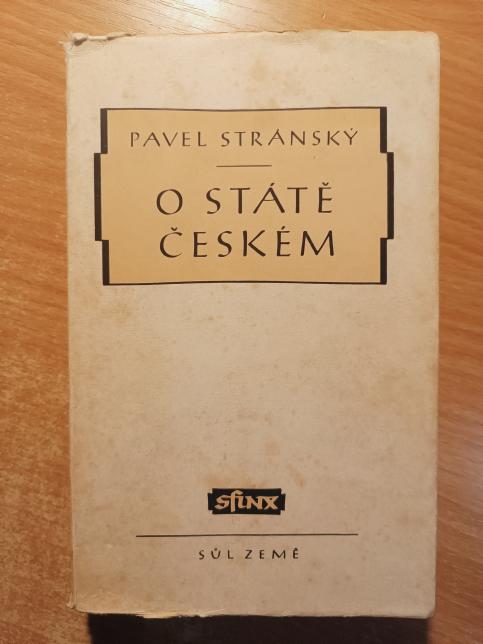 PAVEL STRÁNSKÝ
O STÁTĚ
ČESKÉM
sfinx
SŮL ZEMĚ